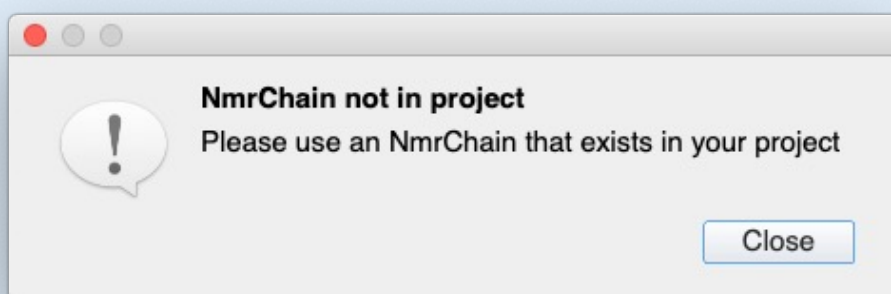 NmrChain not in project
Please use an NmrChain that exists in your project
Close